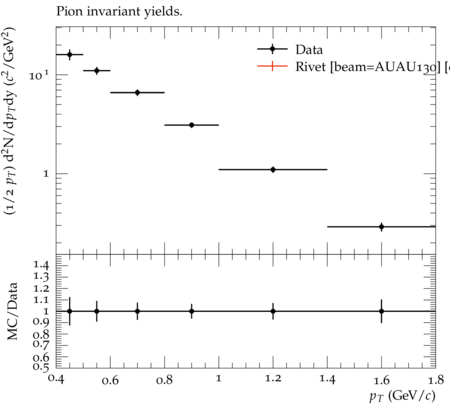 Pion invariant yields.
(1/2 p_T) d²N/dp_Tdy (c²/GeV²)
Data
Rivet [beam=AUAU130] [
10¹
1
MC/Data
1.4
1.3
1.2
1.1
1
0.9
0.8
0.7
0.6
0.5
0.4 0.6 0.8 1 1.2 1.4 1.6 1.8
p_T (GeV/c)